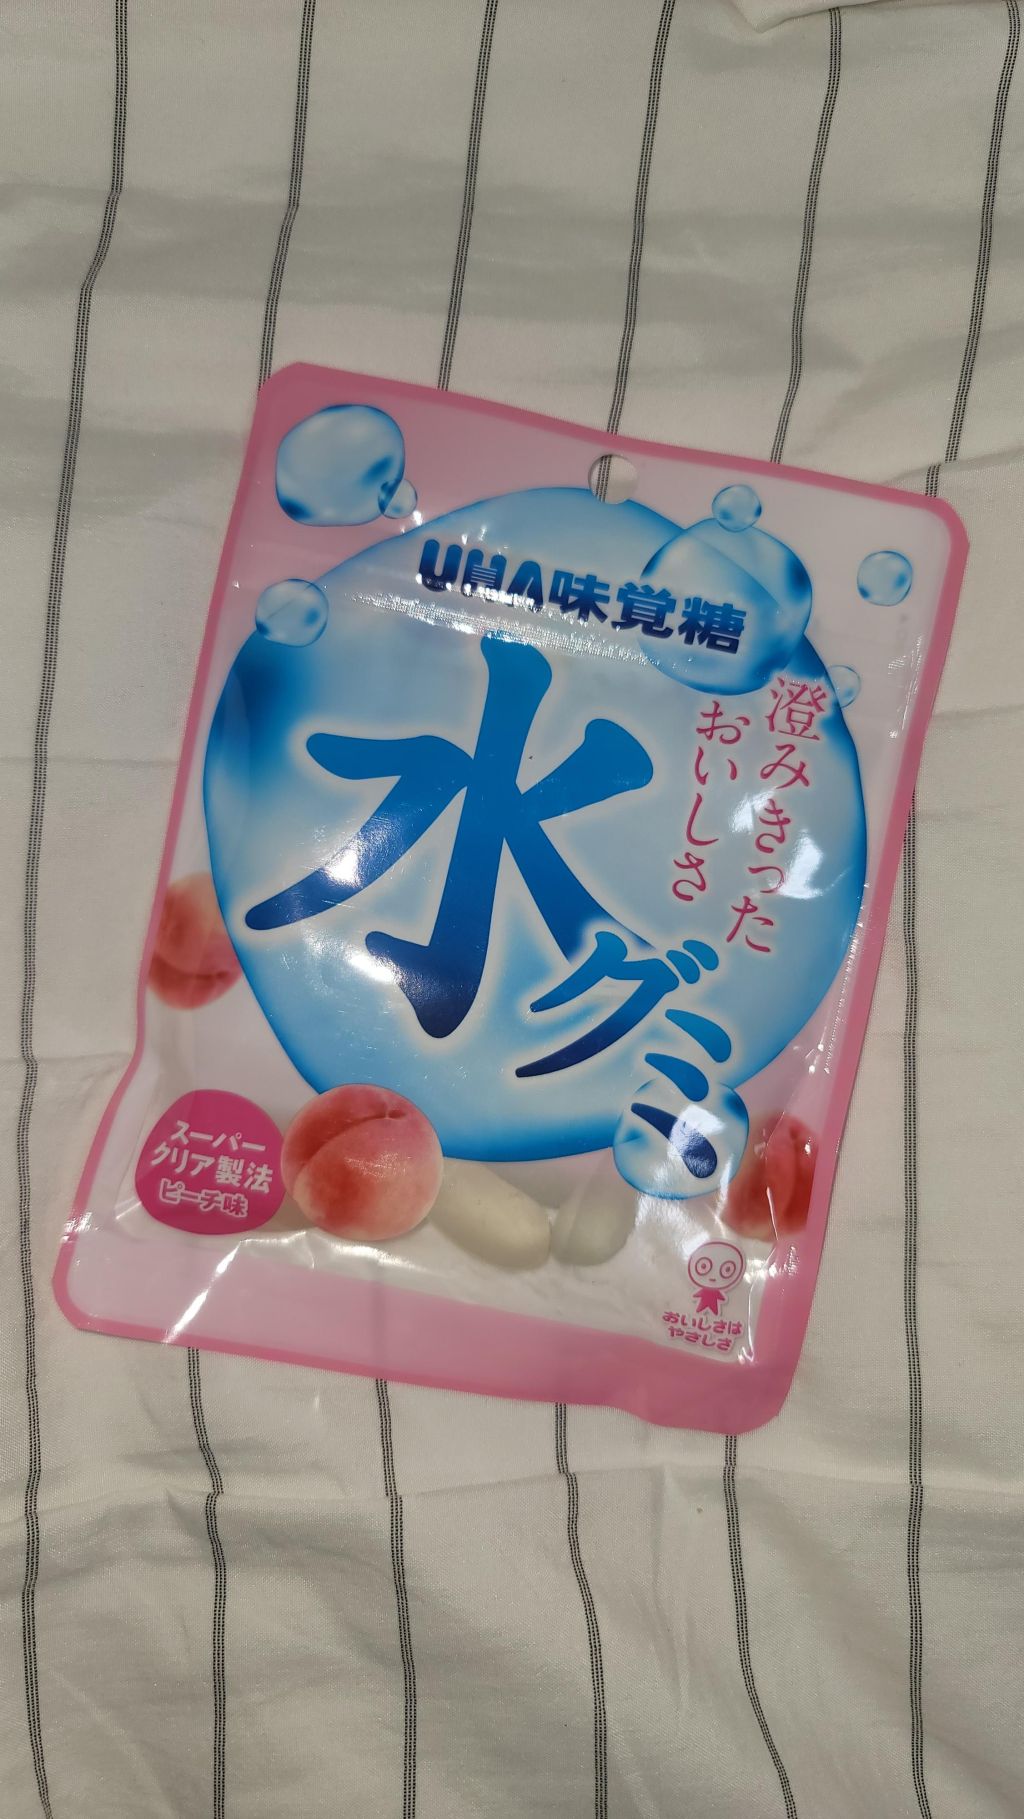 UHA味覚糖
澄みきった
おいしさ
水グミ
スーパー
クリア製法
ピーチ味
おいしさは
やさしさ